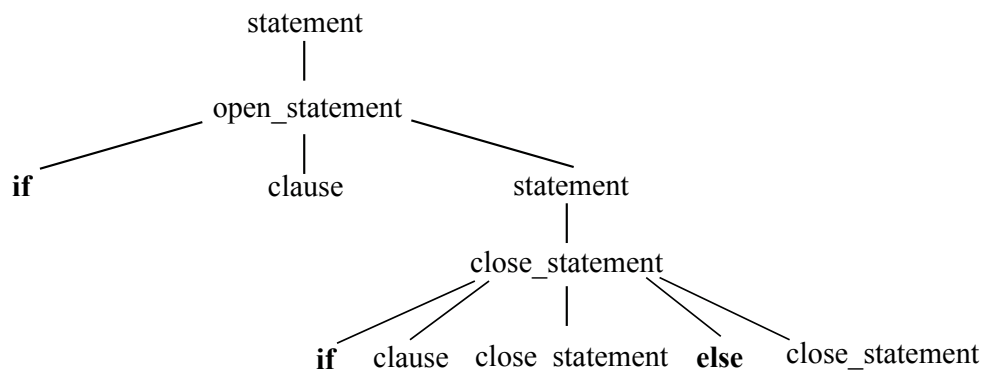 statement
open_statement
if clause statement
close_statement
if clause close statement else close_statement